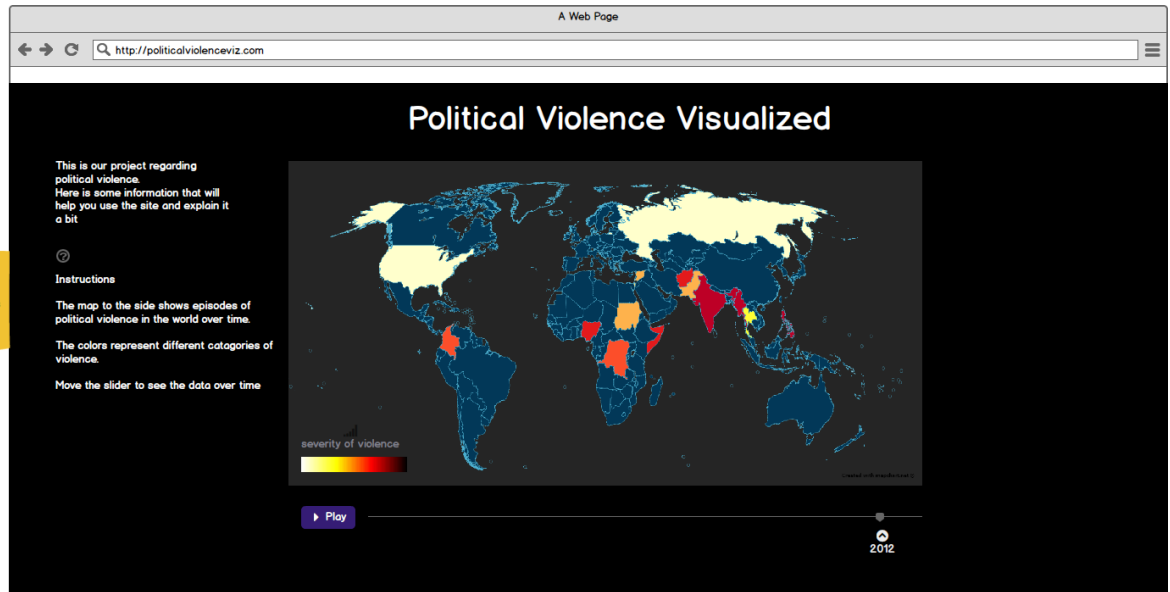 A Web Page
http://politicalviolenceviz.com
Political Violence Visualized
This is our project regarding
political violence.
Here is some information that will
help you use the site and explain it
a bit
Instructions
The map to the side shows episodes of
political violence in the world over time.
The colors represent different catagories of
violence.
Move the slider to see the data over time
severity of violence
Play
2012